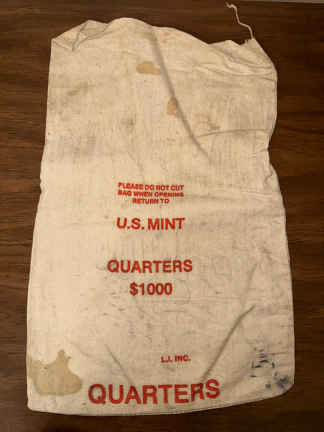 PLEASE DO NOT CUT
BAG WHEN OPENING
RETURN TO
U.S. MINT
QUARTERS
$1000
L.J. INC.
QUARTERS